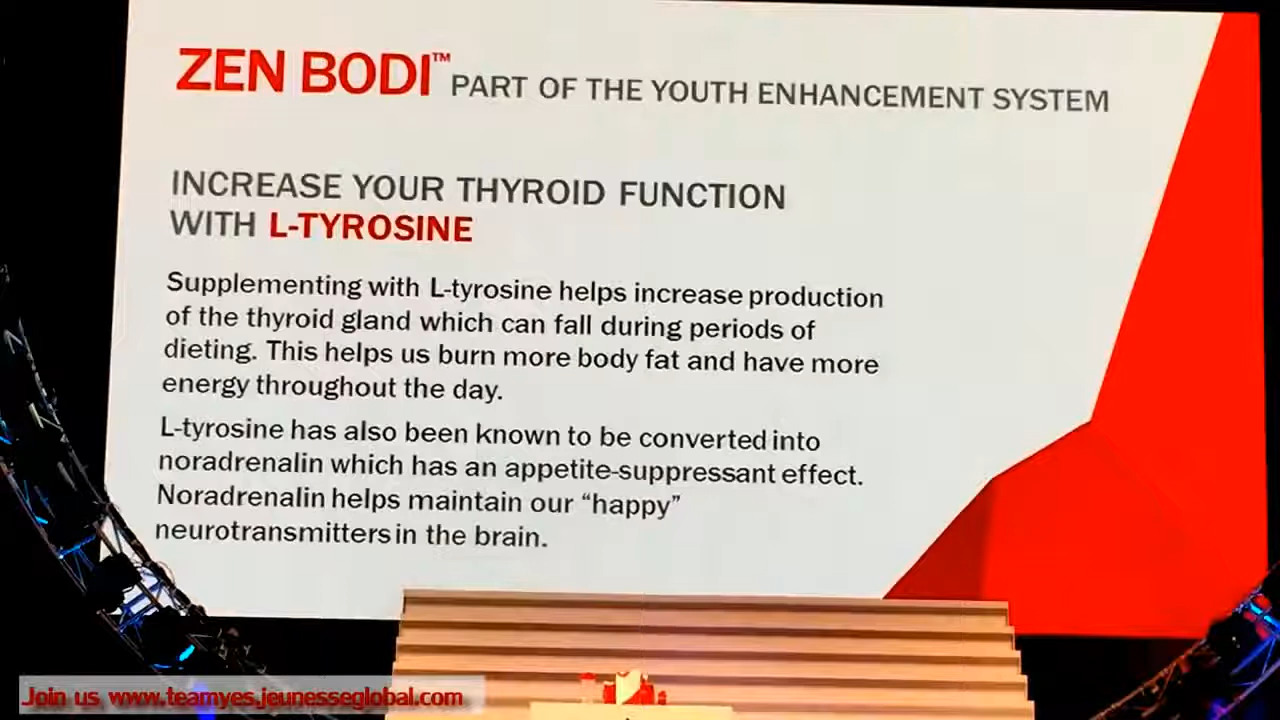 ZEN BODI™ PART OF THE YOUTH ENHANCEMENT SYSTEM
INCREASE YOUR THYROID FUNCTION
WITH L-TYROSINE
Supplementing with L-tyrosine helps increase production
of the thyroid gland which can fall during periods of
dieting. This helps us burn more body fat and have more
energy throughout the day.
L-tyrosine has also been known to be converted into
noradrenalin which has an appetite-suppressant effect.
Noradrenalin helps maintain our “happy”
neurotransmitters in the brain.
Join us www.teamyes.jeunesseglobal.com